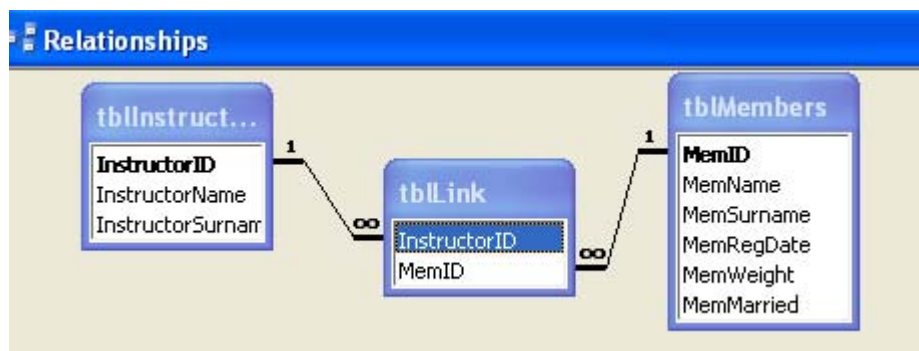 Relationships
tblInstruct...
InstructorID
InstructorName
InstructorSurnam
1
∞
tblLink
InstructorID
MemID
∞
1
tblMembers
MemID
MemName
MemSurname
MemRegDate
MemWeight
MemMarried